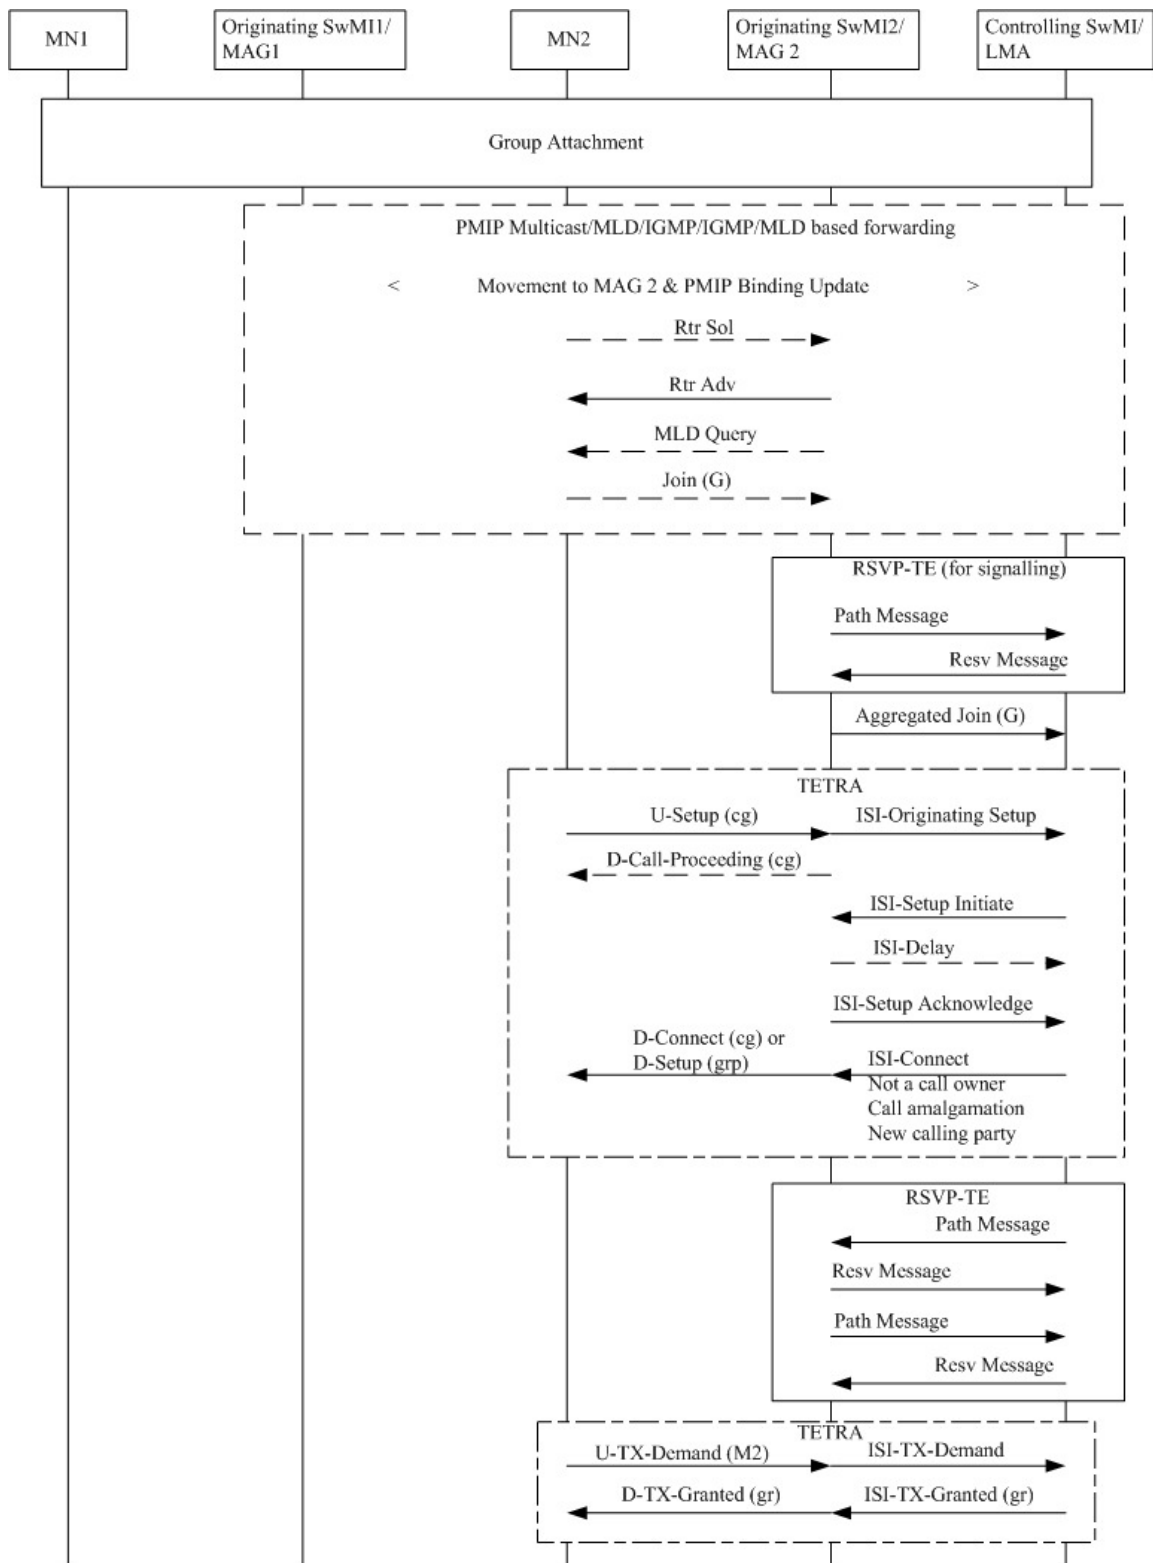 MN1
Originating SwMI1/
MAG1
MN2
Originating SwMI2/
MAG 2
Controlling SwMI/
LMA
Group Attachment
PMIP Multicast/MLD/IGMP/IGMP/MLD based forwarding
< Movement to MAG 2 & PMIP Binding Update >
Rtr Sol
Rtr Adv
MLD Query
Join (G)
RSVP-TE (for signalling)
Path Message
Resv Message
Aggregated Join (G)
TETRA
U-Setup (cg)
ISI-Originating Setup
D-Call-Proceeding (cg)
ISI-Setup Initiate
ISI-Delay
ISI-Setup Acknowledge
D-Connect (cg) or
D-Setup (grp)
ISI-Connect
Not a call owner
Call amalgamation
New calling party
RSVP-TE
Path Message
Resv Message
Path Message
Resv Message
TETRA
U-TX-Demand (M2)
ISI-TX-Demand
D-TX-Granted (gr)
ISI-TX-Granted (gr)